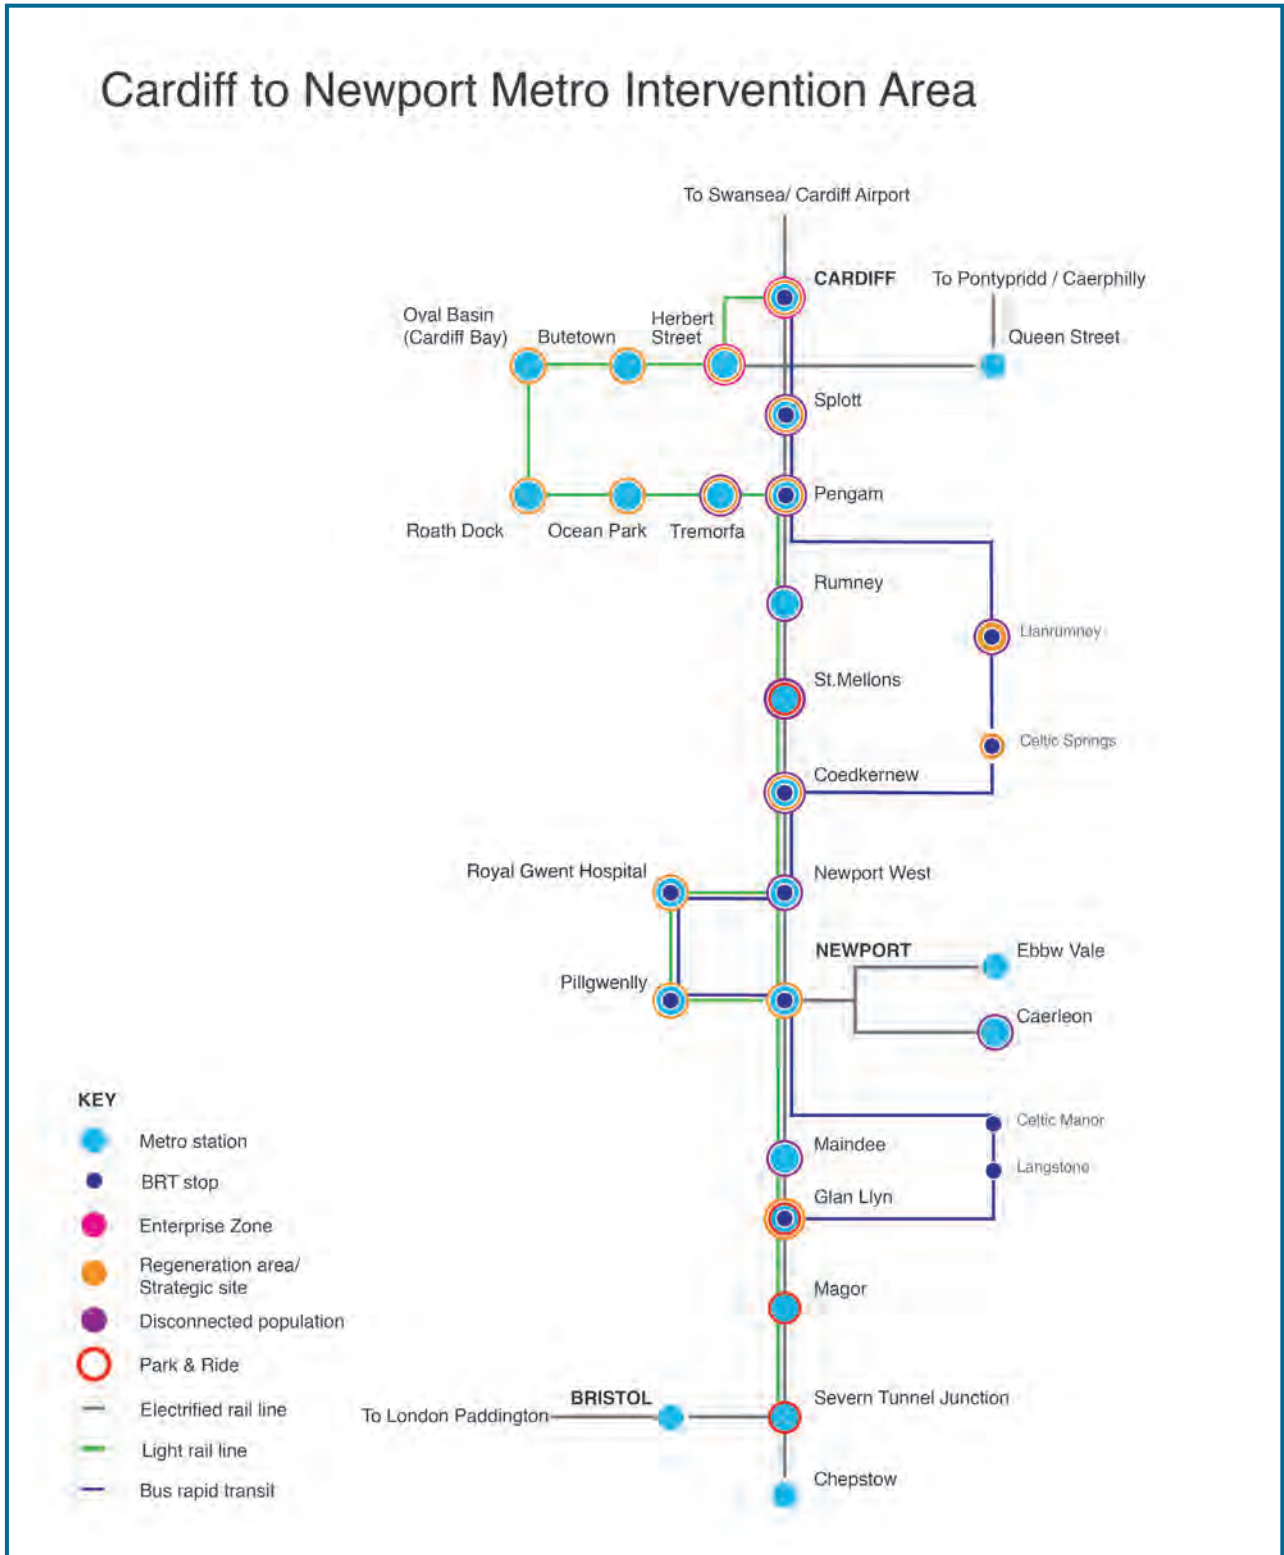 Cardiff to Newport Metro Intervention Area
To Swansea/ Cardiff Airport
CARDIFF
To Pontypridd / Caerphilly
Oval Basin
(Cardiff Bay)
Butetown
Herbert
Street
Queen Street
Splott
Pengam
Roath Dock
Ocean Park
Tremorfa
Rumney
Llanrumney
St.Mellons
Celtic Springs
Coedkernew
Royal Gwent Hospital
Newport West
NEWPORT
Ebbw Vale
Pillgwenlly
Caerleon
Celtic Manor
Maindee
Langstone
Glan Llyn
Magor
BRISTOL
Severn Tunnel Junction
To London Paddington
Chepstow
KEY
Metro station
BRT stop
Enterprise Zone
Regeneration area/
Strategic site
Disconnected population
Park & Ride
Electrified rail line
Light rail line
Bus rapid transit